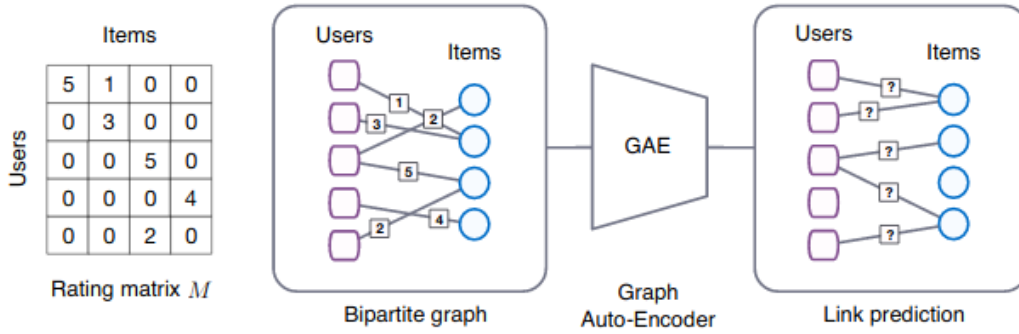 Items
Users
5 1 0 0
0 3 0 0
0 0 5 0
0 0 0 4
0 0 2 0
Rating matrix M
Users
Items
1
2
3
5
4
2
Bipartite graph
GAE
Graph
Auto-Encoder
Users
Items
?
?
?
?
?
Link prediction